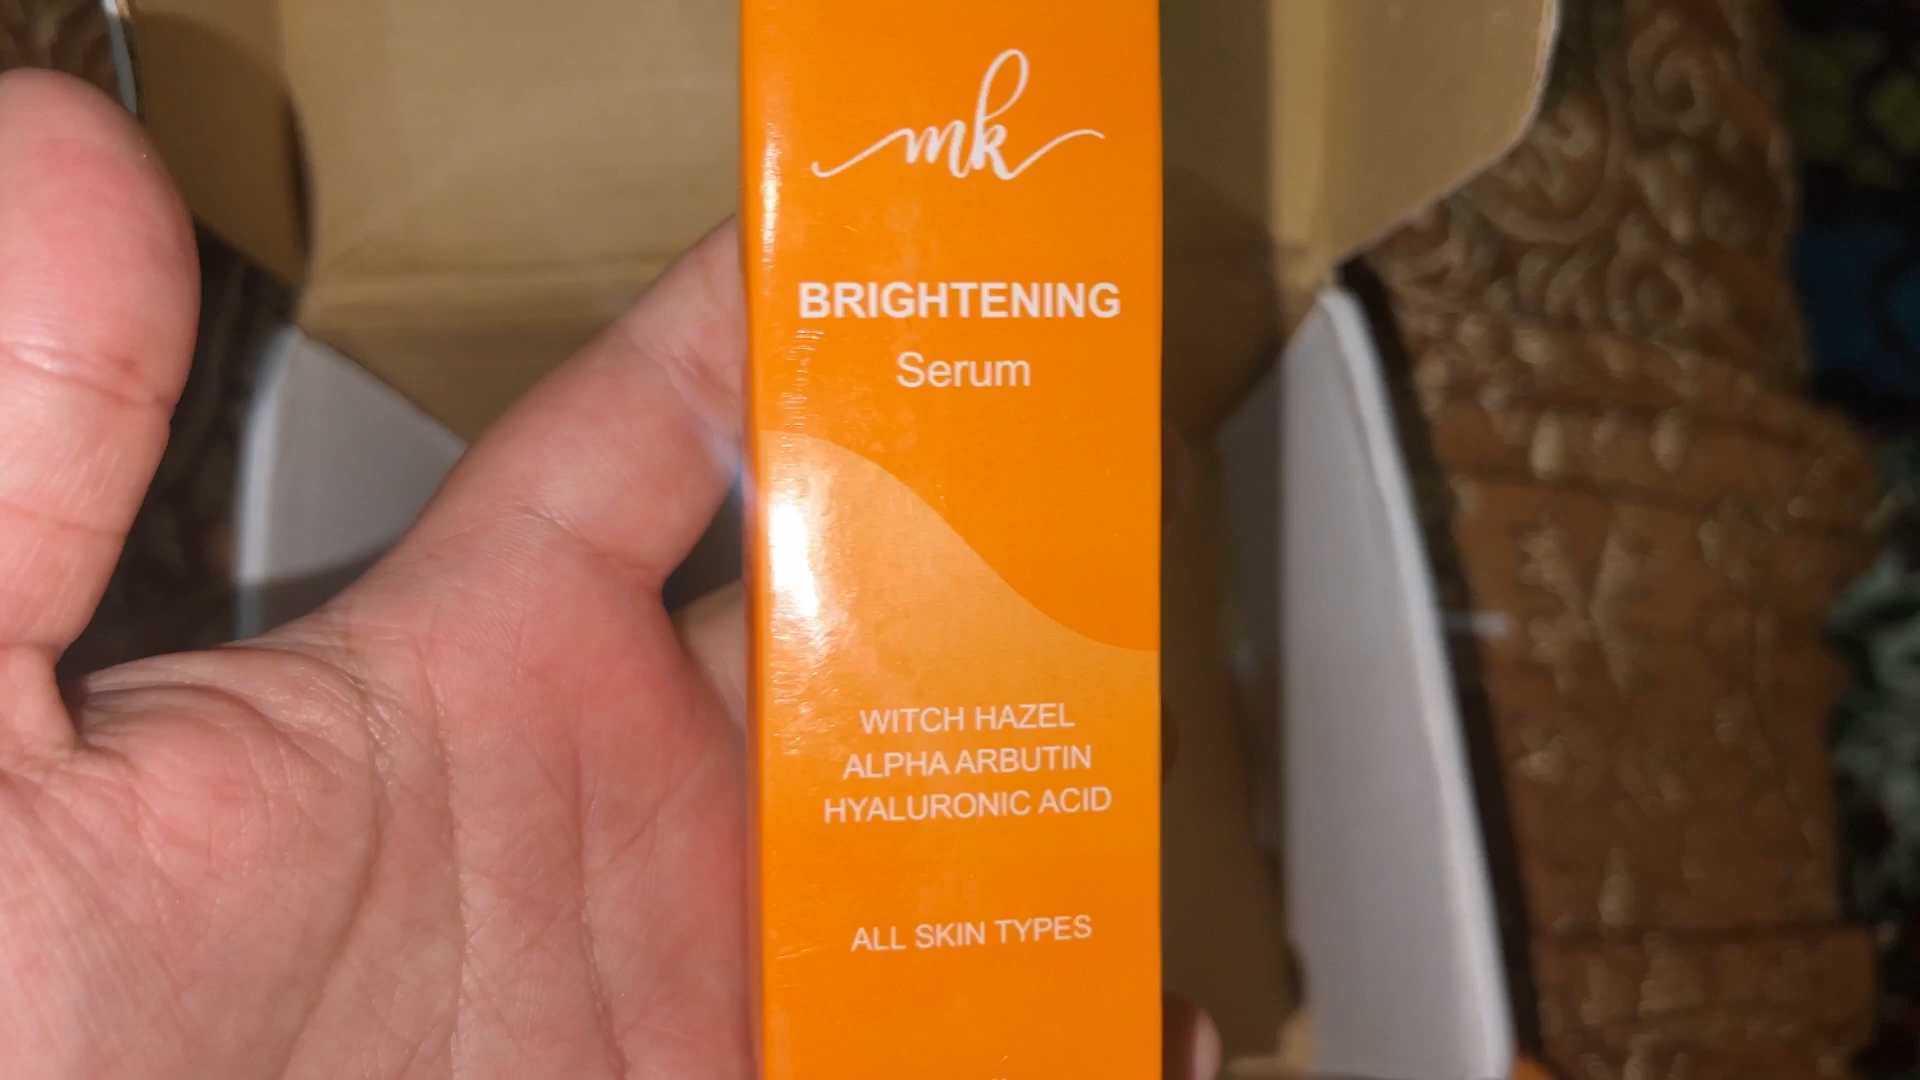 mk
BRIGHTENING
Serum
WITCH HAZEL
ALPHA ARBUTIN
HYALURONIC ACID
ALL SKIN TYPES